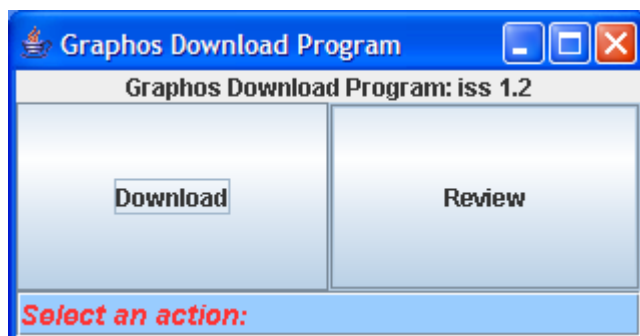 Graphos Download Program
Graphos Download Program: iss 1.2
Download
Review
Select an action: